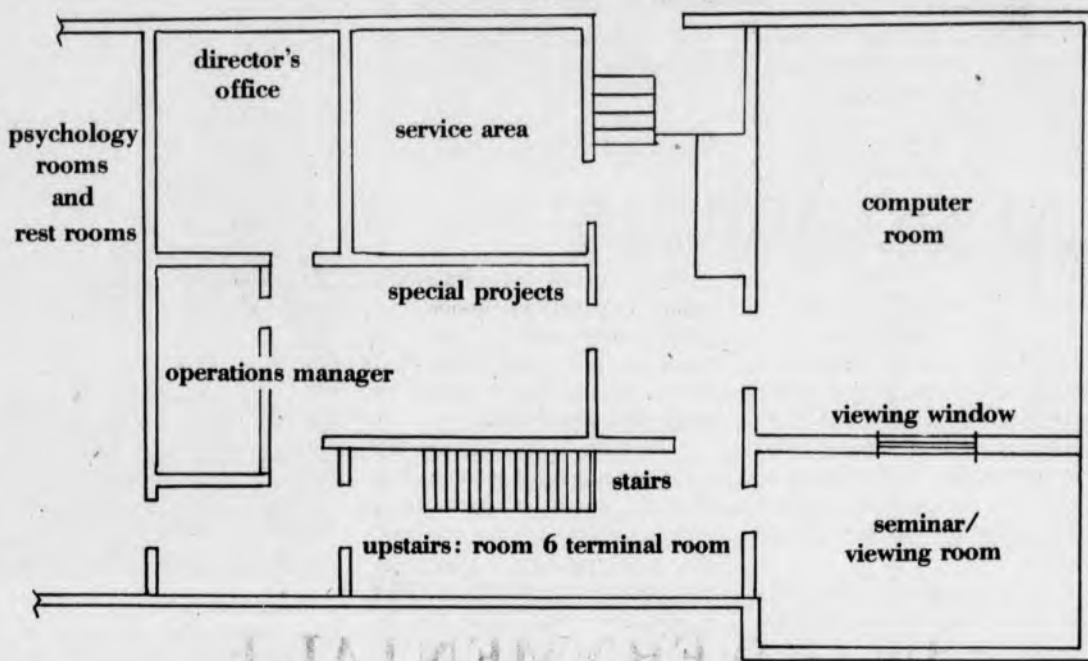 director's
office
psychology
rooms
and
rest rooms
service area
computer
room
special projects
operations manager
viewing window
stairs
seminar/
viewing room
upstairs: room 6 terminal room